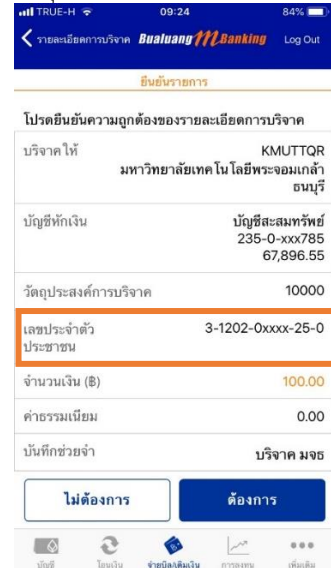 TRUE-H 09:24 84%
รายละเอียดการบริจาค Bualuang mBanking Log Out
ยืนยันรายการ
โปรดยืนยันความถูกต้องของรายละเอียดการบริจาค
บริจาคให้ KMUTTQR
มหาวิทยาลัยเทคโนโลยีพระจอมเกล้า
ธนบุรี
บัญชีหักเงิน บัญชีสะสมทรัพย์
235-0-xxx785
67,896.55
วัตถุประสงค์การบริจาค 10000
เลขประจำตัว 3-1202-0xxxx-25-0
ประชาชน
จำนวนเงิน (฿) 100.00
ค่าธรรมเนียม 0.00
บันทึกช่วยจำ บริจาค มจธ
ไม่ต้องการ ต้องการ
บัญชี โอนเงิน จ่ายบิล/เติมเงิน การลงทุน เพิ่มเติม